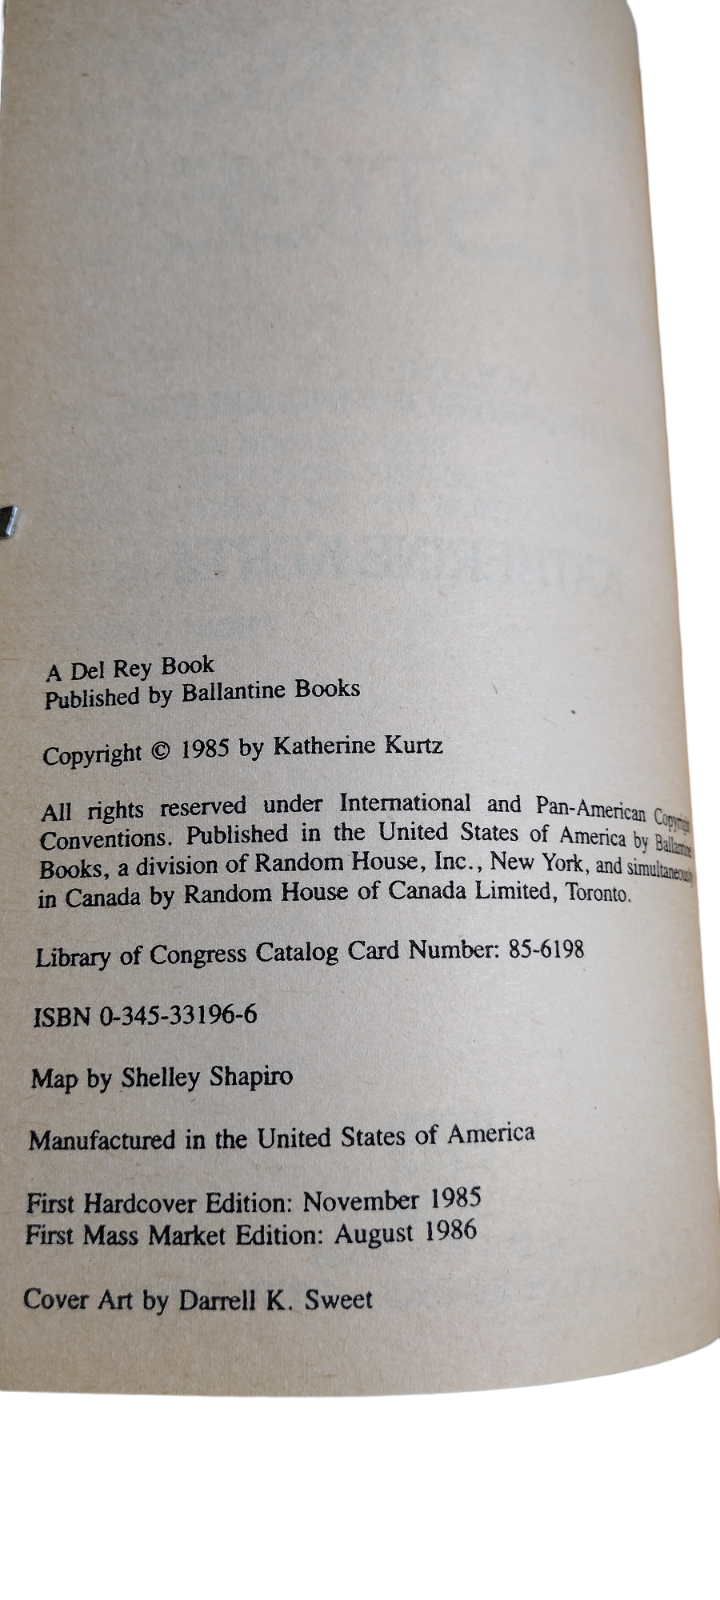 A Del Rey Book
Published by Ballantine Books
Copyright © 1985 by Katherine Kurtz
All rights reserved under International and Pan-American Copyright
Conventions. Published in the United States of America by Ballantine
Books, a division of Random House, Inc., New York, and simultaneously
in Canada by Random House of Canada Limited, Toronto.
Library of Congress Catalog Card Number: 85-6198
ISBN 0-345-33196-6
Map by Shelley Shapiro
Manufactured in the United States of America
First Hardcover Edition: November 1985
First Mass Market Edition: August 1986
Cover Art by Darrell K. Sweet